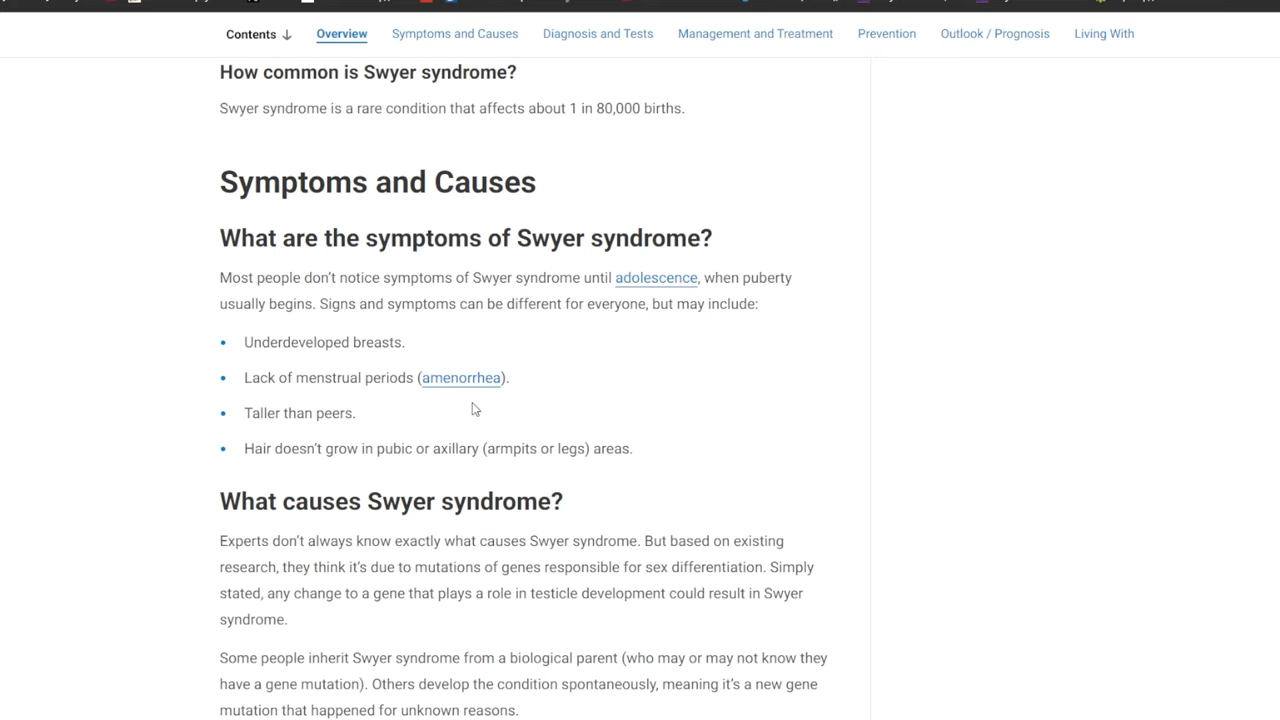 Contents ↓ Overview Symptoms and Causes Diagnosis and Tests Management and Treatment Prevention Outlook / Prognosis Living With
How common is Swyer syndrome?
Swyer syndrome is a rare condition that affects about 1 in 80,000 births.
Symptoms and Causes
What are the symptoms of Swyer syndrome?
Most people don't notice symptoms of Swyer syndrome until adolescence, when puberty
usually begins. Signs and symptoms can be different for everyone, but may include:
• Underdeveloped breasts.
• Lack of menstrual periods (amenorrhea).
• Taller than peers.
• Hair doesn't grow in pubic or axillary (armpits or legs) areas.
What causes Swyer syndrome?
Experts don't always know exactly what causes Swyer syndrome. But based on existing
research, they think it's due to mutations of genes responsible for sex differentiation. Simply
stated, any change to a gene that plays a role in testicle development could result in Swyer
syndrome.
Some people inherit Swyer syndrome from a biological parent (who may or may not know they
have a gene mutation). Others develop the condition spontaneously, meaning it's a new gene
mutation that happened for unknown reasons.